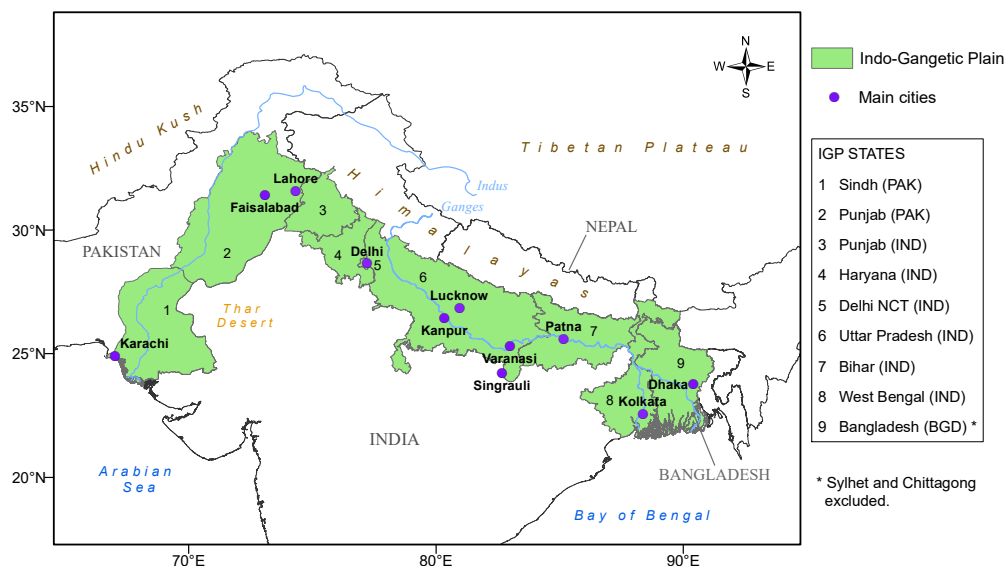 N
W E
S
35°N
30°N
25°N
20°N
70°E
80°E
90°E
Hindu Kush
Tibetan Plateau
Himalayas
Indus
Ganges
NEPAL
PAKISTAN
Lahore
Faisalabad
3
2
4
Delhi
5
6
Thar
Desert
1
Karachi
Lucknow
Kanpur
Patna
7
Varanasi
Singrauli
9
8
Dhaka
Kolkata
INDIA
BANGLADESH
Arabian
Sea
Bay of Bengal
Indo-Gangetic Plain
Main cities
IGP STATES
1 Sindh (PAK)
2 Punjab (PAK)
3 Punjab (IND)
4 Haryana (IND)
5 Delhi NCT (IND)
6 Uttar Pradesh (IND)
7 Bihar (IND)
8 West Bengal (IND)
9 Bangladesh (BGD) *
* Sylhet and Chittagong
excluded.